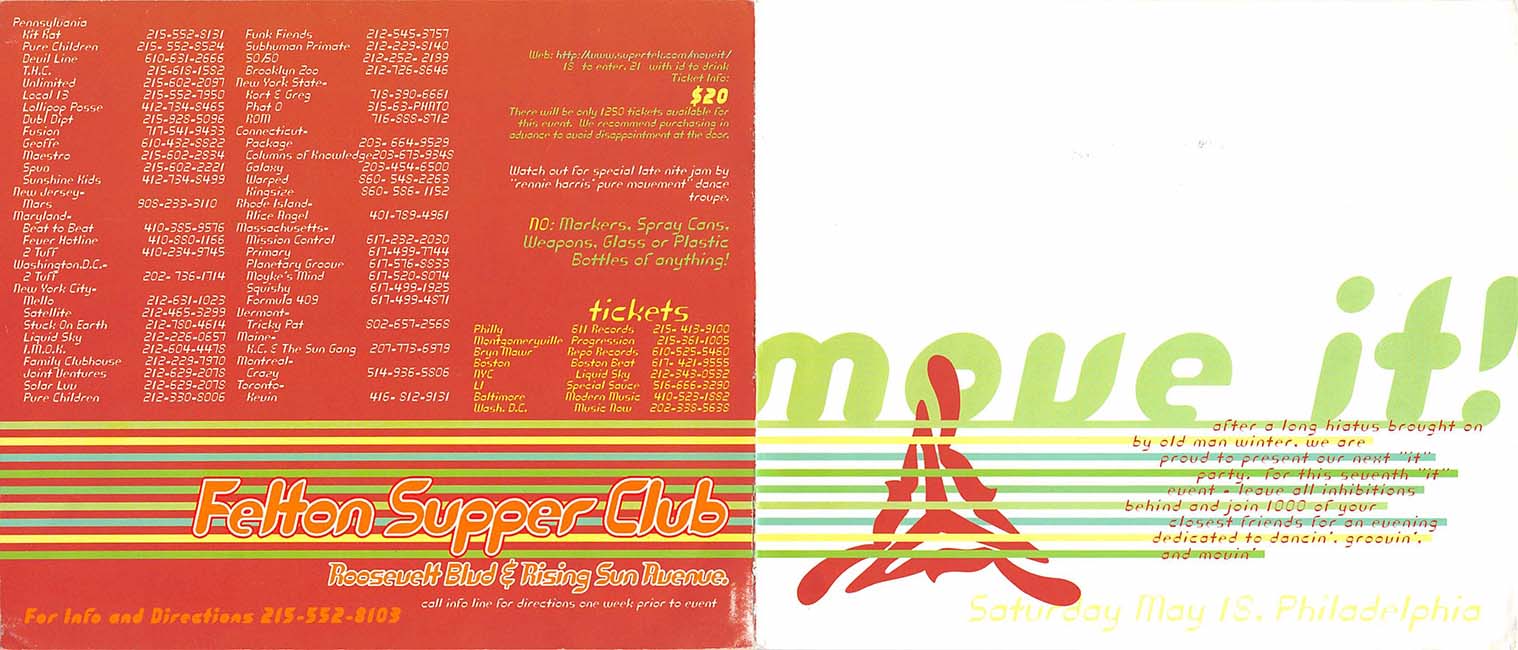 Pennsylvania
Kit Kat 215-552-8131
Pure Children 215- 552-8524
Devil Line 610-631-2666
T.H.C. 215-618-1582
Unlimited 215-602-2097
Local 13 215-552-7950
Lollipop Posse 412-734-8465
Dubl Dipt 215-928-5096
Fusion 717-541-9433
Geoffe 610-432-8822
Maestro 215-602-2834
Spun 215-602-2221
Sunshine Kids 412-734-8499
New Jersey-
Mars 908-233-3110
Maryland-
Beat to Beat 410-385-9576
Fever Hotline 410-880-1166
2 Tuff 410-234-9745
Washington,D.C.-
2 Tuff 202- 736-1714
New York City-
Mello 212-631-1023
Satellite 212-465-3299
Stuck On Earth 212-780-4614
Liquid Sky 212-226-0657
I.M.O.K. 212-604-4478
Family Clubhouse 212-229-7970
Joint Ventures 212-629-2078
Solar Luv 212-629-2078
Pure Children 212-330-8006
Funk Fiends 212-545-3757
Subhuman Primate 212-229-8140
50/50 212-252- 2199
Brooklyn Zoo 212-726-8646
New York State-
Kort & Greg 718-390-6661
Phat O 315-63-PHATO
ROM 716-888-8712
Connecticut-
Package 203- 664-9529
Columns of Knowledge203-673-9348
Galaxy 203-454-6500
Warped 860- 548-2263
Kingsize 860- 586- 1152
Rhode Island-
Alice Angel 401-789-4961
Massachusetts-
Mission Control 617-232-2030
Primary 617-499-7744
Planetary Groove 617-576-8833
Moyke's Mind 617-520-8074
Squishy 617-499-1925
Formula 409 617-499-4871
Vermont-
Tricky Pat 802-657-2568
Maine-
K.C. & The Sun Gang 207-773-6979
Montreal-
Crazy 514-936-5806
Toronto-
Kevin 416- 812-9131
Web: http://www.supertek.com/moveit/
18 to enter, 21 with id to drink
Ticket Info:
$20
There will be only 1250 tickets available for
this event. We recommend purchasing in
advance to avoid disappointment at the door.
Watch out for special late nite jam by
"rennie harris' pure movement" dance
troupe.
NO: Markers, Spray Cans,
Weapons, Glass or Plastic
Bottles of anything!
tickets
Philly 611 Records 215- 413-9100
Montgomeryville Progression 215-361-1005
Bryn Mawr Repo Records 610-525-5460
Boston Boston Beat 617- 421-9555
NYC Liquid Sky 212-343-0532
LI Special Sauce 516-666-3290
Baltimore Modern Music 410-523-1882
Wash. D.C. Music Now 202-338-5638
Felton Supper Club
Roosevelt Blvd & Rising Sun Avenue.
call info line for directions one week prior to event
For Info and Directions 215-552-8103
move it!
after a long hiatus brought on
by old man winter, we are
proud to present our next "it"
party. for this seventh "it"
event - leave all inhibitions
behind and join 1000 of your
closest friends for an evening
dedicated to dancin', groovin',
and movin'
Saturday May 18, Philadelphia